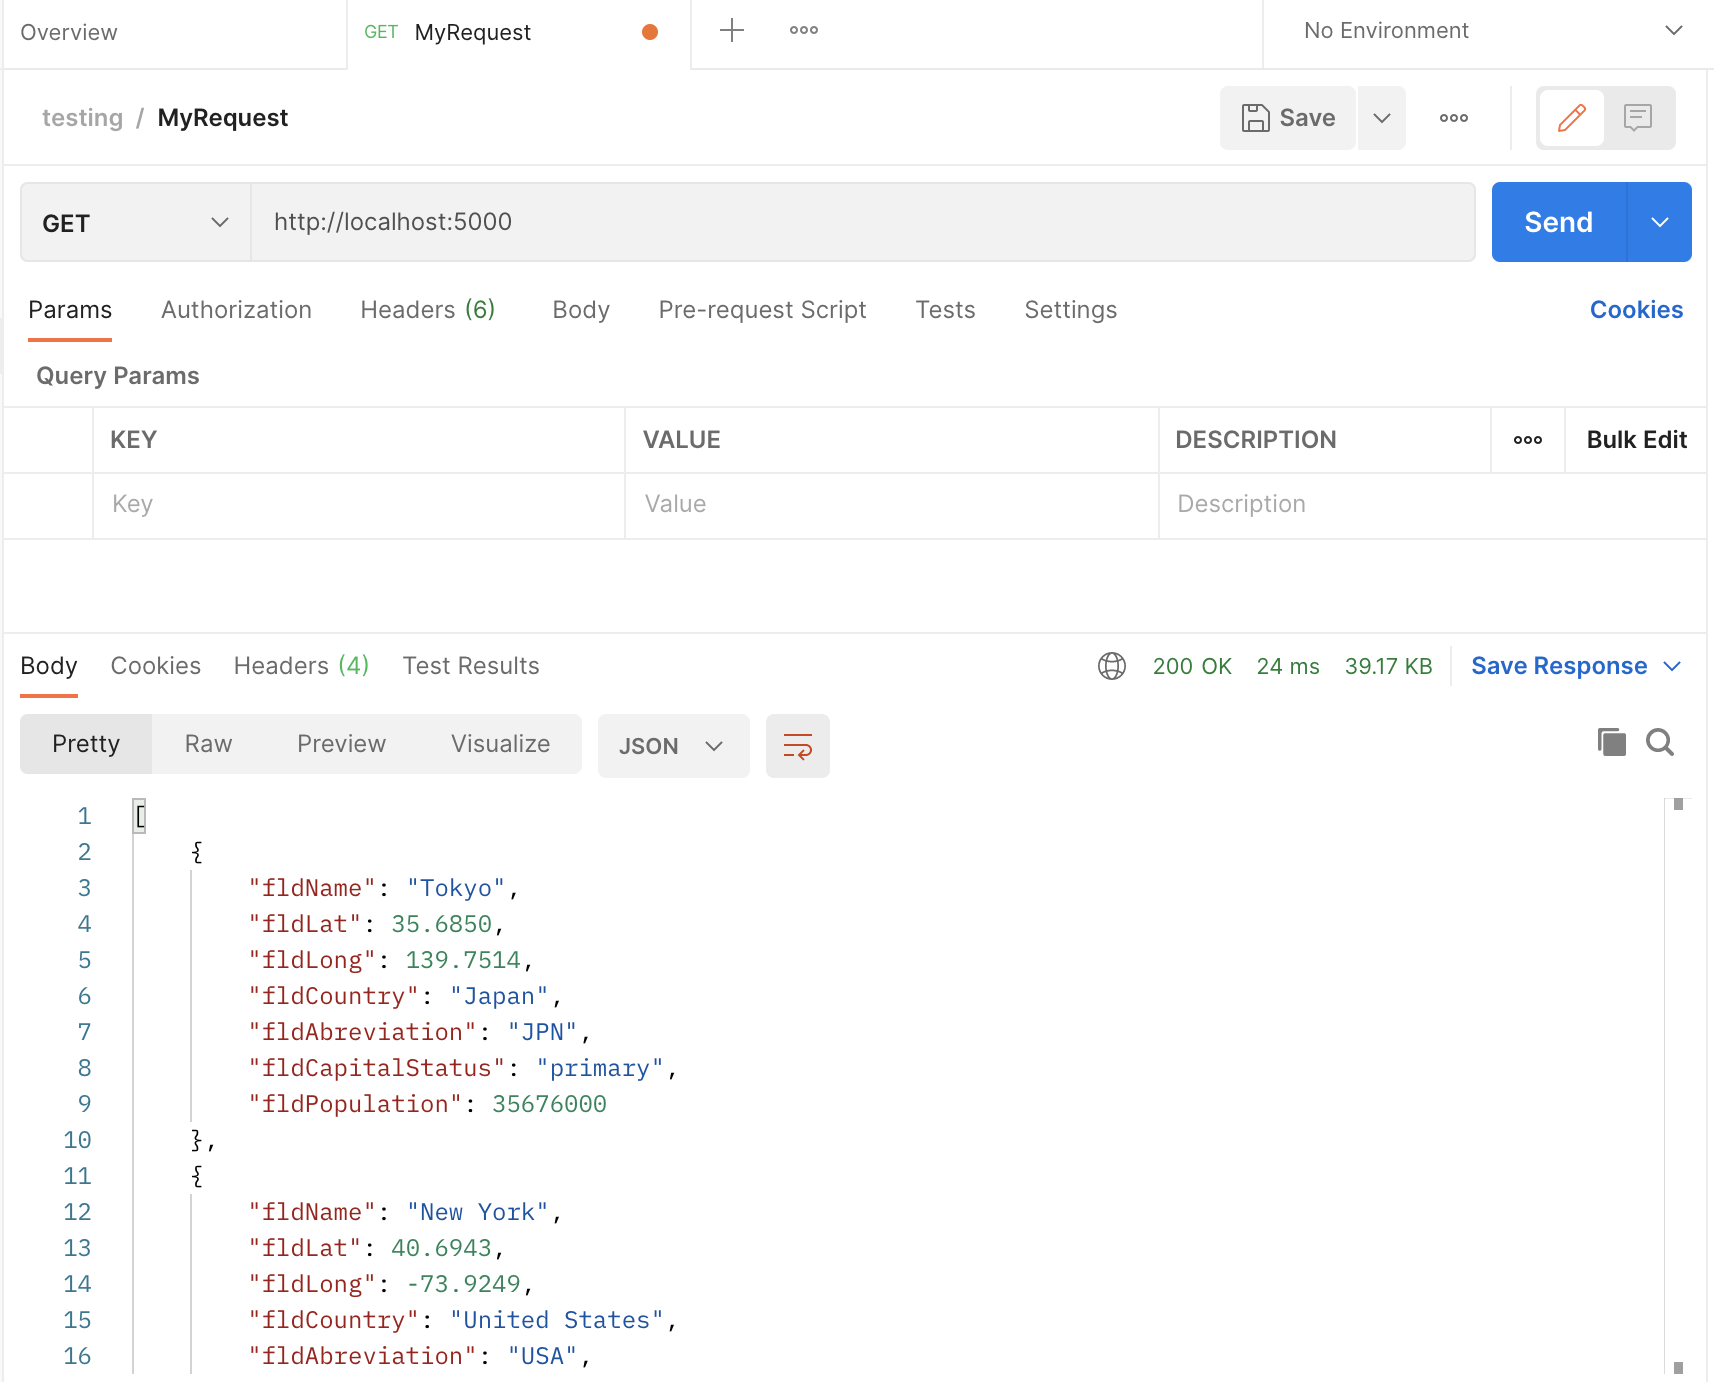 Overview
GET MyRequest
No Environment
testing / MyRequest
Save
GET
http://localhost:5000
Send
Params Authorization Headers (6) Body Pre-request Script Tests Settings Cookies
Query Params
KEY VALUE DESCRIPTION Bulk Edit
Key Value Description
Body Cookies Headers (4) Test Results 200 OK 24 ms 39.17 KB Save Response
Pretty Raw Preview Visualize JSON
1 [
2 {
3 "fldName": "Tokyo",
4 "fldLat": 35.6850,
5 "fldLong": 139.7514,
6 "fldCountry": "Japan",
7 "fldAbreviation": "JPN",
8 "fldCapitalStatus": "primary",
9 "fldPopulation": 35676000
10 },
11 {
12 "fldName": "New York",
13 "fldLat": 40.6943,
14 "fldLong": -73.9249,
15 "fldCountry": "United States",
16 "fldAbreviation": "USA",